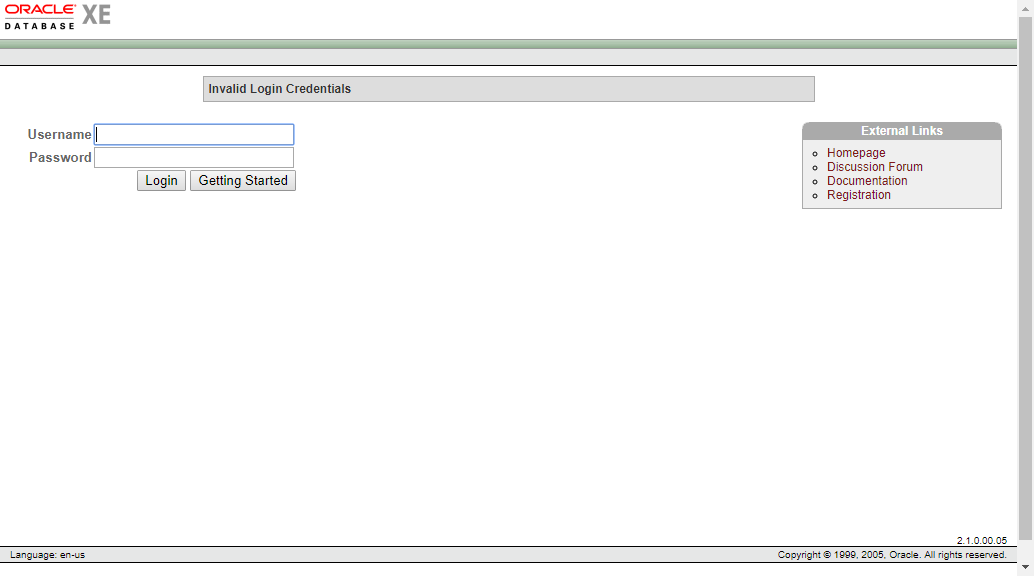 ORACLE XE
DATABASE
Invalid Login Credentials
Username
Password
Login Getting Started
External Links
Homepage
Discussion Forum
Documentation
Registration
2.1.0.00.05
Language: en-us
Copyright © 1999, 2005, Oracle. All rights reserved.